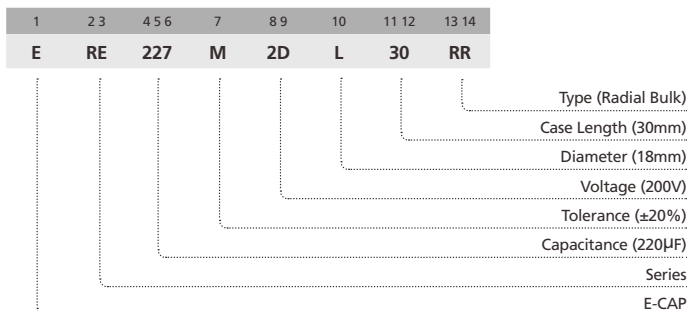 1 2 3 4 5 6 7 8 9 10 11 12 13 14
E RE 227 M 2D L 30 RR
Type (Radial Bulk)
Case Length (30mm)
Diameter (18mm)
Voltage (200V)
Tolerance (±20%)
Capacitance (220μF)
Series
E-CAP